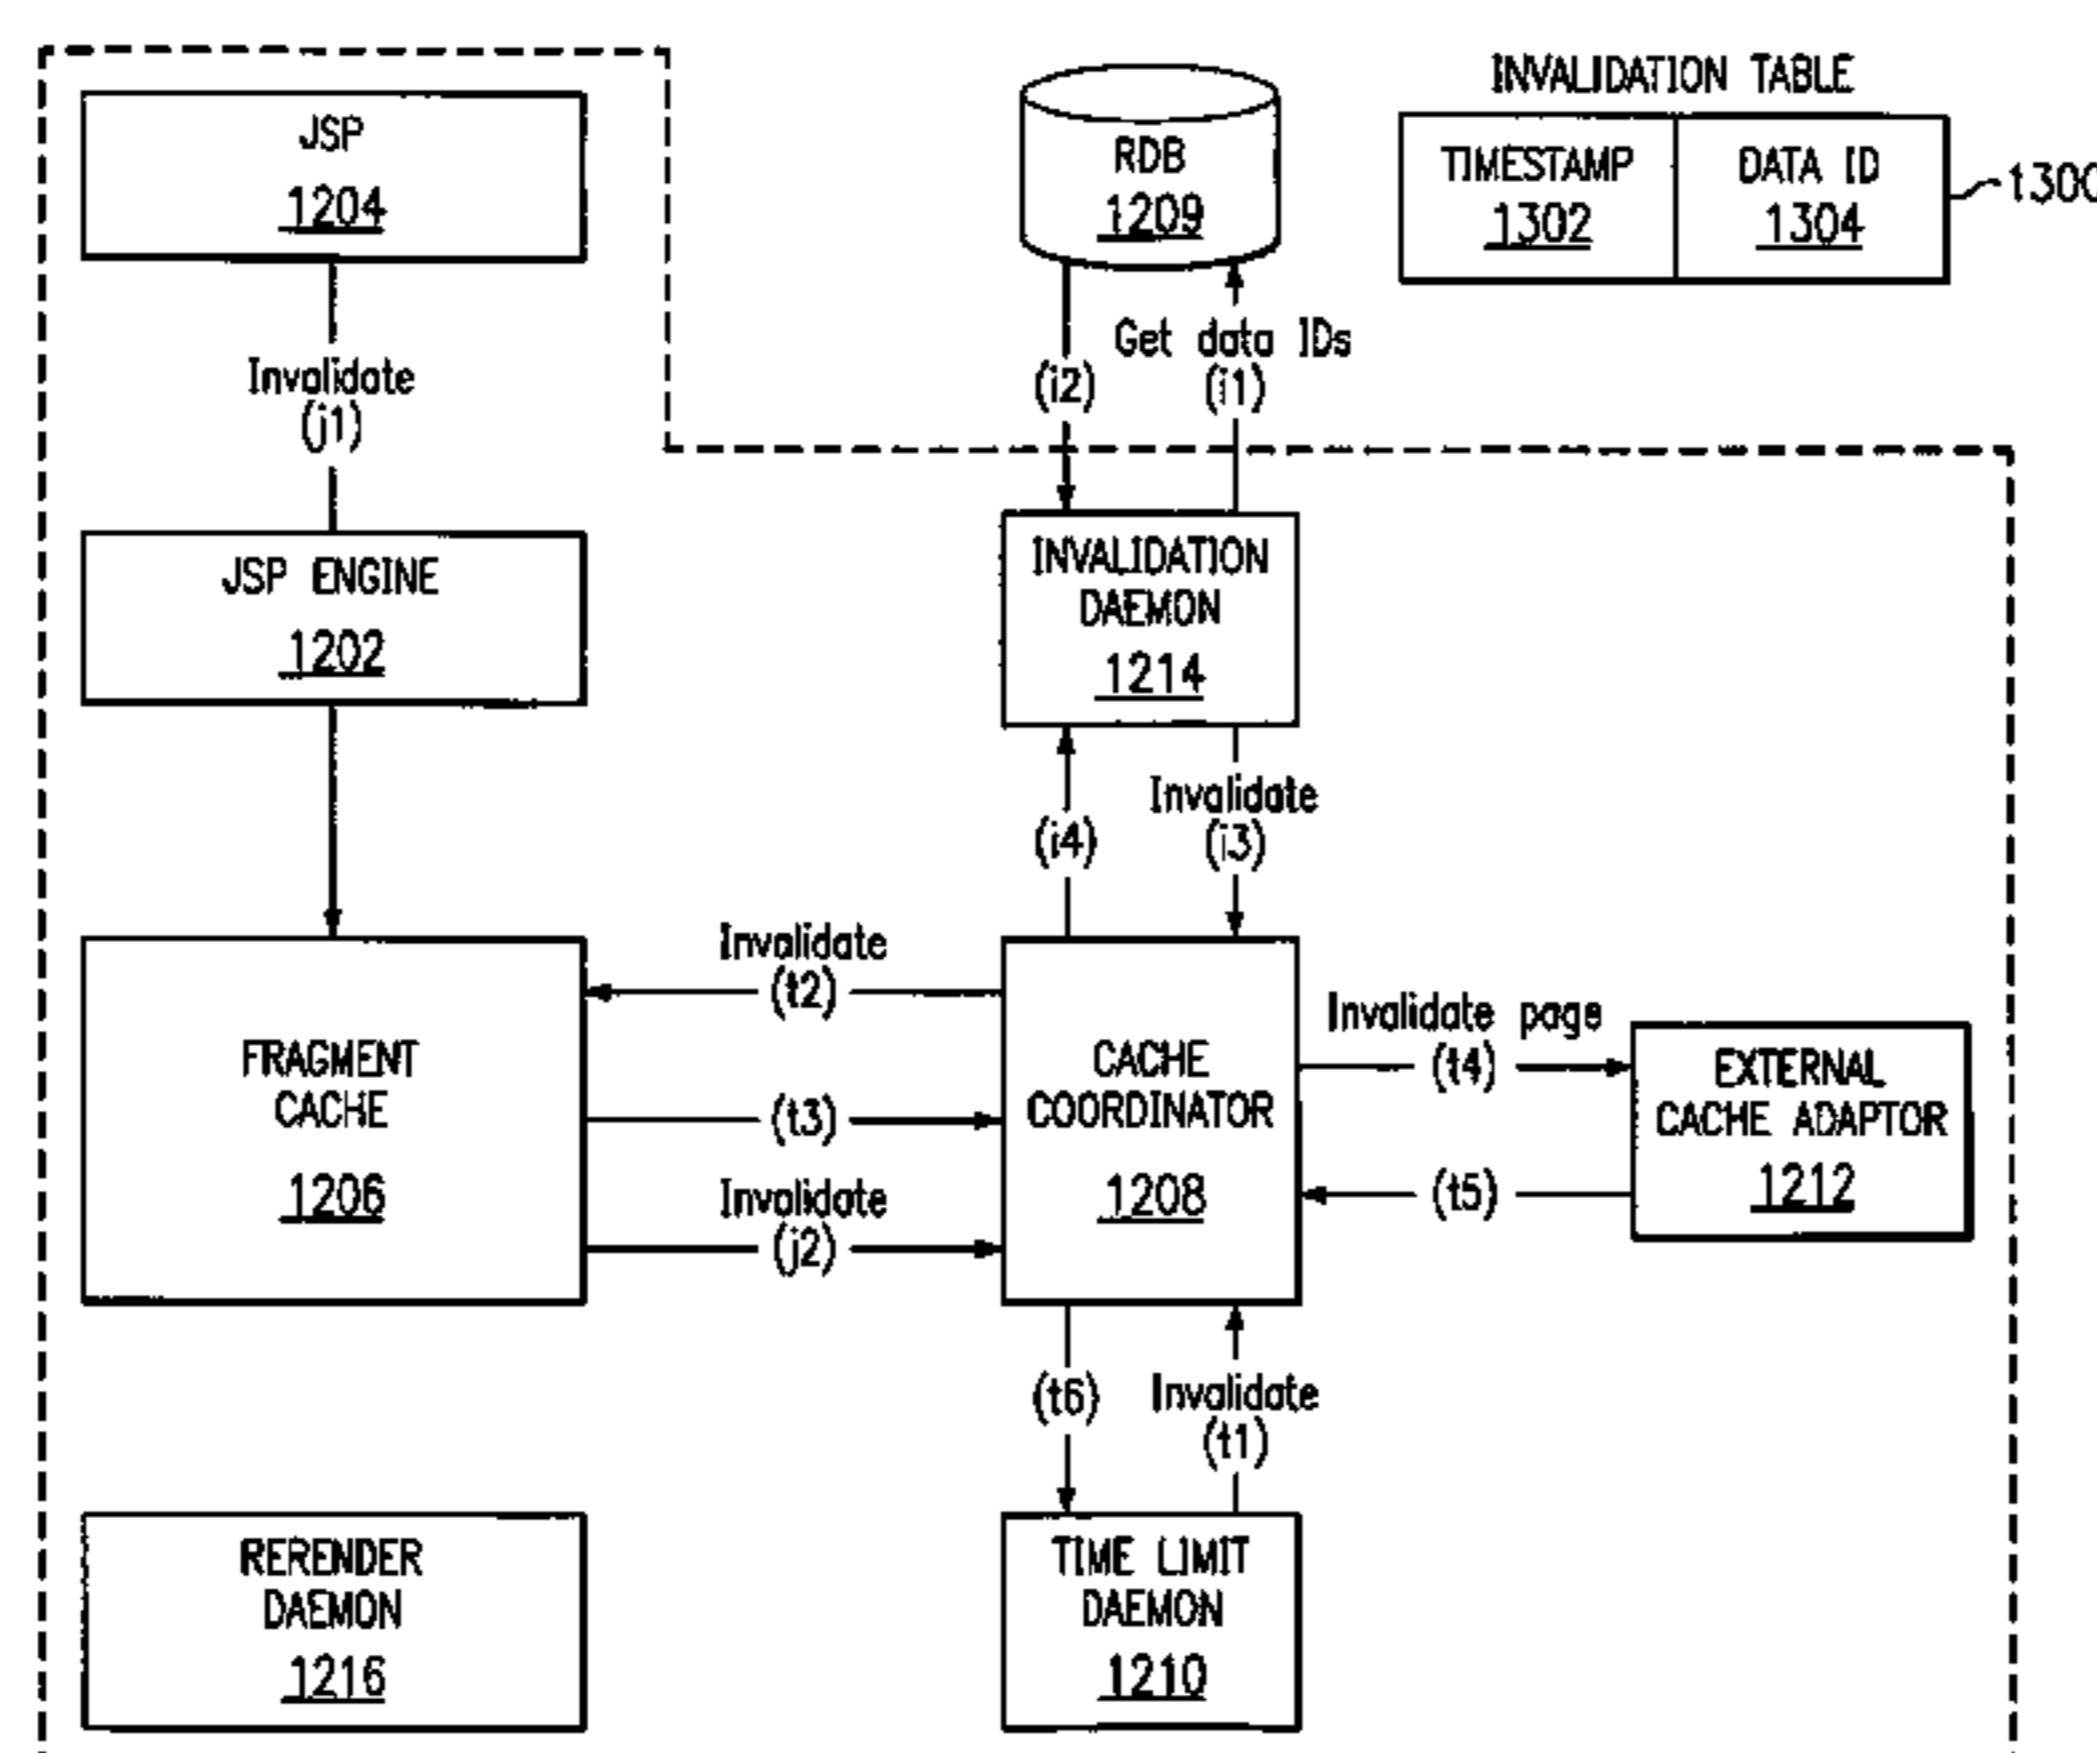 JSP
1204
Invalidate
(j1)
JSP ENGINE
1202
RDB
1209
INVALIDATION TABLE
TIMESTAMP
1302
DATA ID
1304
1300
Get data IDs
(i2)
(i1)
INVALIDATION
DAEMON
1214
(i4)
Invalidate
(i3)
FRAGMENT
CACHE
1206
Invalidate
(t2)
(t3)
Invalidate
(j2)
CACHE
COORDINATOR
1208
Invalidate page
(t4)
(t5)
EXTERNAL
CACHE ADAPTOR
1212
(t6)
Invalidate
(t1)
RERENDER
DAEMON
1216
TIME LIMIT
DAEMON
1210